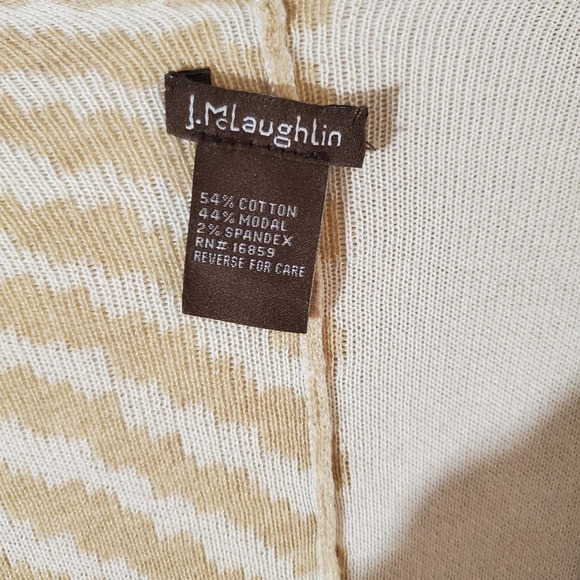 J.McLaughlin
54% COTTON
44% MODAL
2% SPANDEX
RN# 16859
REVERSE FOR CARE